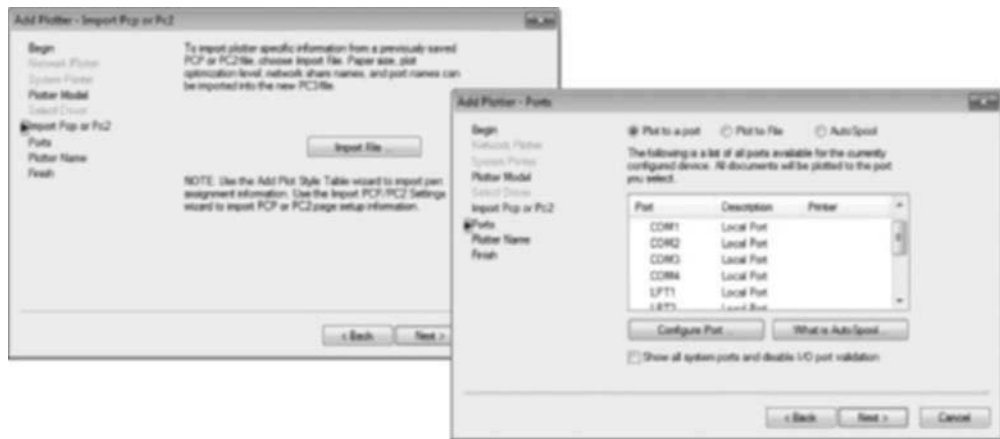 Add Plotter - Import Pcp or Pc2
Begin
Network Plotter
System Printer
Plotter Model
Select Driver
Import Pcp or Pc2
Ports
Plotter Name
Finish
To import plotter specific information from a previously saved
PCP or PC2 file, choose Import File. Paper size, plot
optimization level, network share names, and port names can
be imported into the new PC3 file.
Import File ...
NOTE: Use the Add Plot Style Table wizard to import pen
assignment information. Use the Import PCP/PC2 Settings
wizard to import PCP or PC2 page setup information.
< Back
Next >
Add Plotter - Ports
Begin
Network Plotter
System Printer
Plotter Model
Select Driver
Import Pcp or Pc2
Ports
Plotter Name
Finish
Plot to a port
Plot to File
AutoSpool
The following is a list of all ports available for the currently
configured device. All documents will be plotted to the port
you select.
Port Description Printer
COM1 Local Port
COM2 Local Port
COM3 Local Port
COM4 Local Port
LPT1 Local Port
LPT2 Local Port
Configure Port ...
What is AutoSpool ...
Show all system ports and disable I/O port validation
< Back
Next >
Cancel